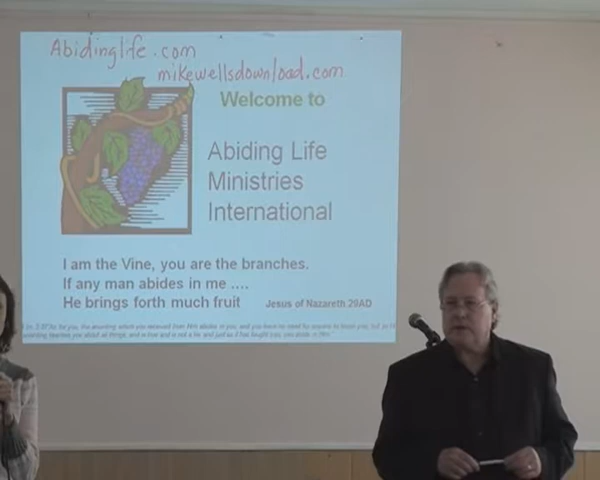 Abidinglife.com
mikewellsdownload.com
Welcome to
Abiding Life
Ministries
International
I am the Vine, you are the branches.
If any man abides in me ....
He brings forth much fruit Jesus of Nazareth 29AD